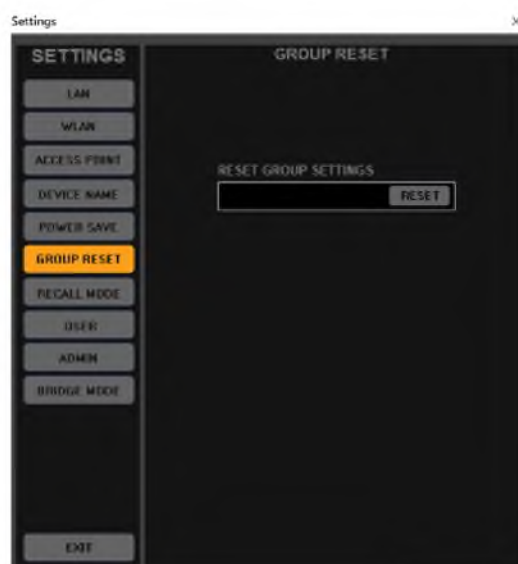 Settings
SETTINGS
LAN
WLAN
ACCESS POINT
DEVICE NAME
POWER SAVE
GROUP RESET
RECALL MODE
USER
ADMIN
BRIDGE MODE
EXIT
GROUP RESET
RESET GROUP SETTINGS
RESET